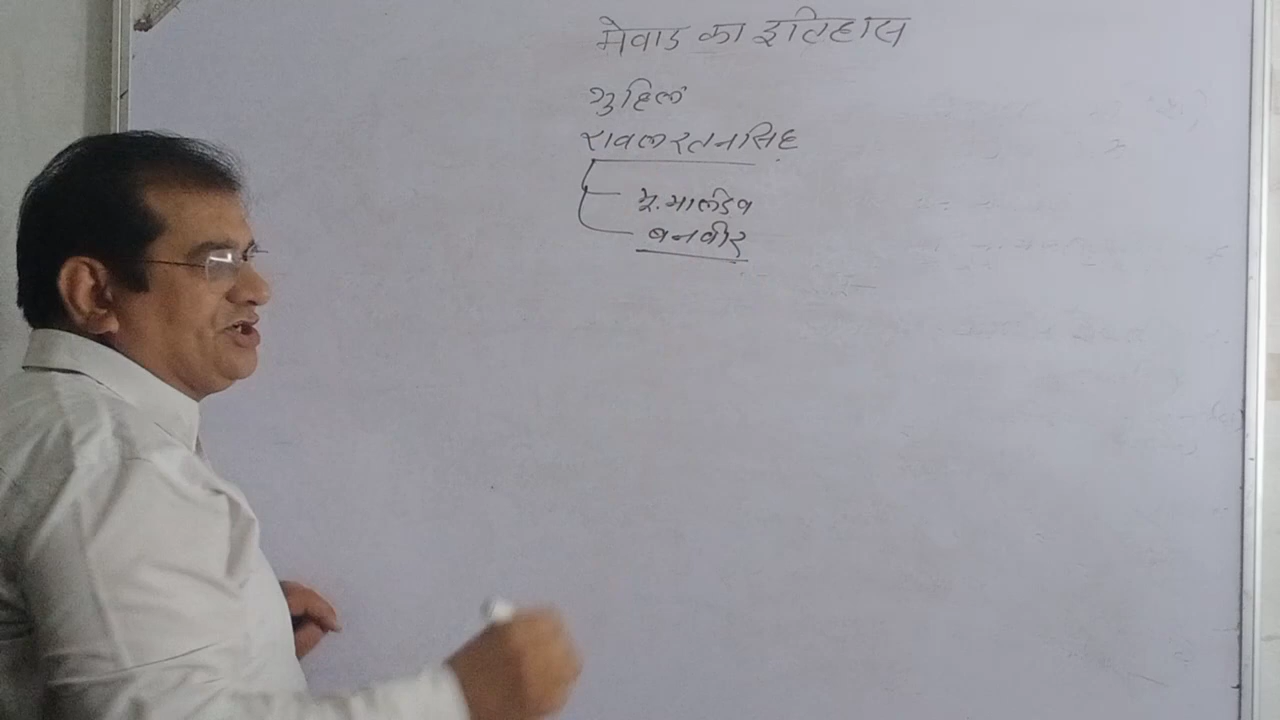 मेवाड का इतिहास
गुहिल
रावल रतनसिंह
मू. मालदेव
बनवीर